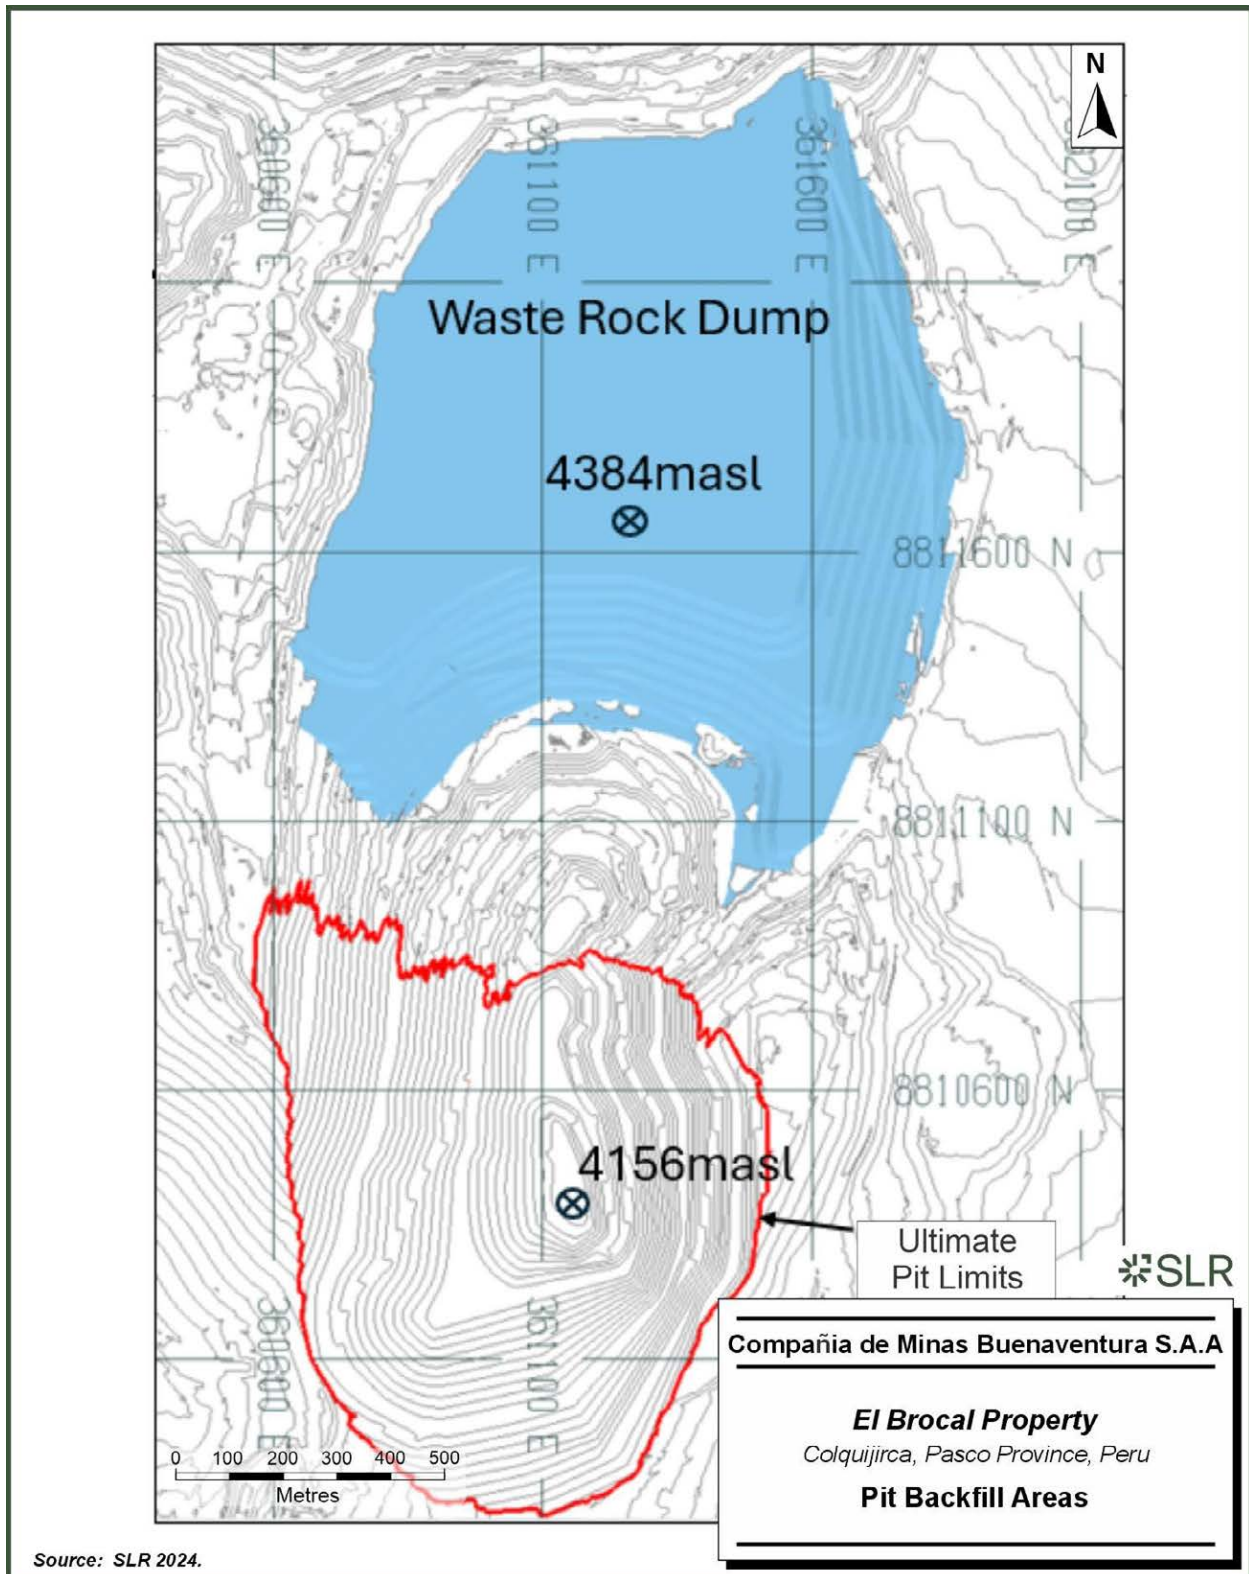 N
360600 E
361100 E
361600 E
362100 E
Waste Rock Dump
4384masl
8811600 N
8811100 N
8810600 N
4156masl
Ultimate
Pit Limits
SLR
360600 E
361100 E
Compañia de Minas Buenaventura S.A.A
El Brocal Property
Colquijirca, Pasco Province, Peru
Pit Backfill Areas
0 100 200 300 400 500
Metres
Source: SLR 2024.